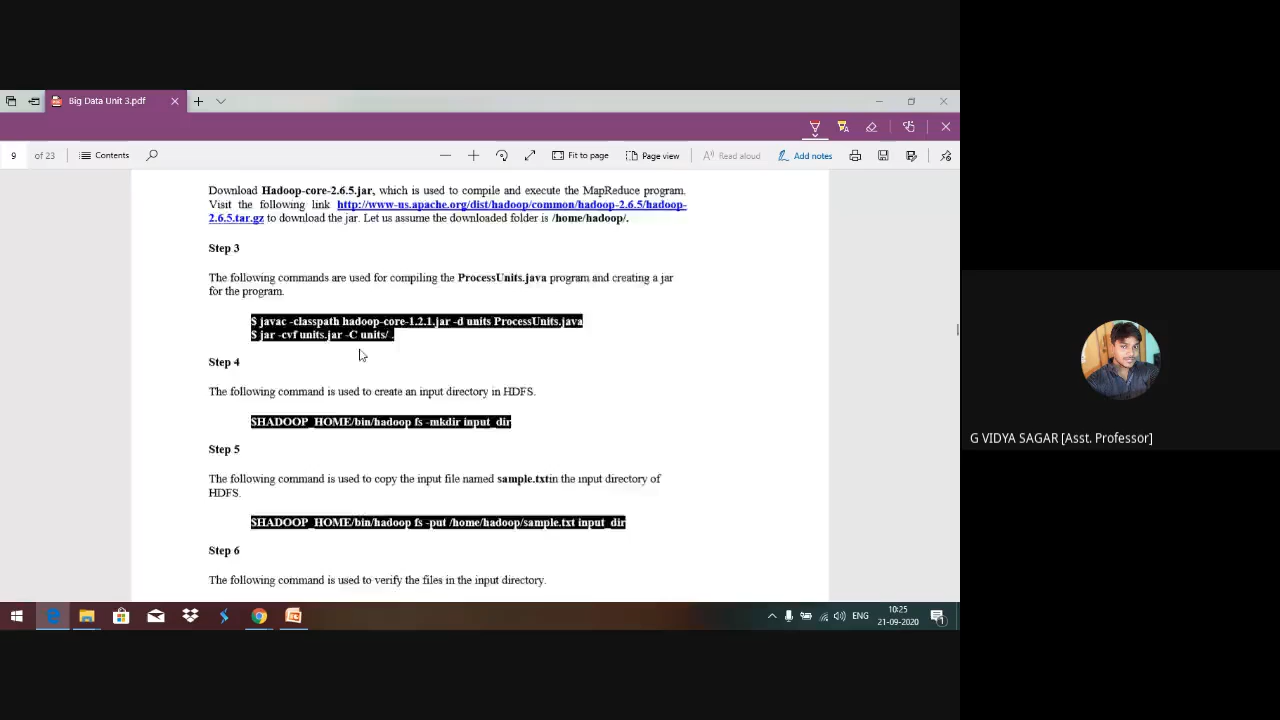 Big Data Unit 3.pdf
9 of 23 Contents Fit to page Page view Read aloud Add notes
Download Hadoop-core-2.6.5.jar, which is used to compile and execute the MapReduce program.
Visit the following link http://www-us.apache.org/dist/hadoop/common/hadoop-2.6.5/hadoop-
2.6.5.tar.gz to download the jar. Let us assume the downloaded folder is /home/hadoop/.
Step 3
The following commands are used for compiling the ProcessUnits.java program and creating a jar
for the program.
$ javac -classpath hadoop-core-1.2.1.jar -d units ProcessUnits.java
$ jar -cvf units.jar -C units/ .
Step 4
The following command is used to create an input directory in HDFS.
$HADOOP_HOME/bin/hadoop fs -mkdir input_dir
Step 5
The following command is used to copy the input file named sample.txtin the input directory of
HDFS.
$HADOOP_HOME/bin/hadoop fs -put /home/hadoop/sample.txt input_dir
Step 6
The following command is used to verify the files in the input directory.
G VIDYA SAGAR [Asst. Professor]
ENG
10:25
21-09-2020
1